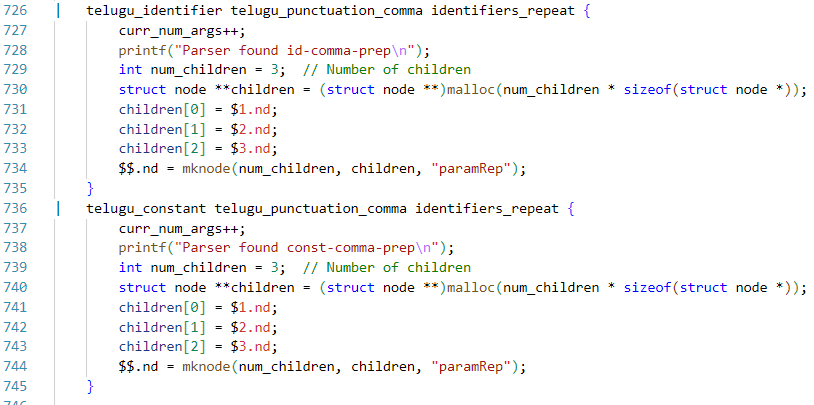 726 | telugu_identifier telugu_punctuation_comma identifiers_repeat {
727 curr_num_args++;
728 printf("Parser found id-comma-prep\n");
729 int num_children = 3;  // Number of children
730 struct node **children = (struct node **)malloc(num_children * sizeof(struct node *));
731 children[0] = $1.nd;
732 children[1] = $2.nd;
733 children[2] = $3.nd;
734 $$.nd = mknode(num_children, children, "paramRep");
735 }
736 | telugu_constant telugu_punctuation_comma identifiers_repeat {
737 curr_num_args++;
738 printf("Parser found const-comma-prep\n");
739 int num_children = 3;  // Number of children
740 struct node **children = (struct node **)malloc(num_children * sizeof(struct node *));
741 children[0] = $1.nd;
742 children[1] = $2.nd;
743 children[2] = $3.nd;
744 $$.nd = mknode(num_children, children, "paramRep");
745 }